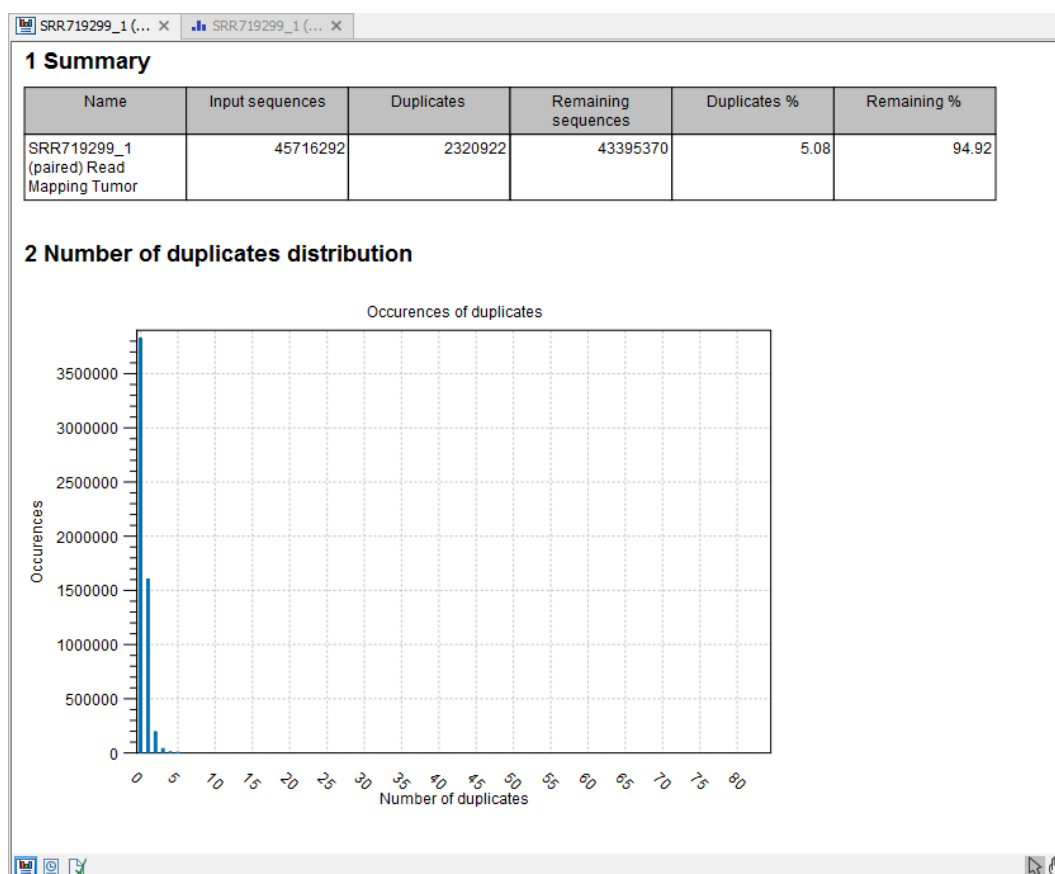 SRR719299_1 (... SRR719299_1 (...
1 Summary
Name Input sequences Duplicates Remaining sequences Duplicates % Remaining %
SRR719299_1 (paired) Read Mapping Tumor 45716292 2320922 43395370 5.08 94.92
2 Number of duplicates distribution
Occurences of duplicates
3500000
3000000
2500000
2000000
1500000
1000000
500000
0
Occurences
0 5 10 15 20 25 30 35 40 45 50 55 60 65 70 75 80
Number of duplicates